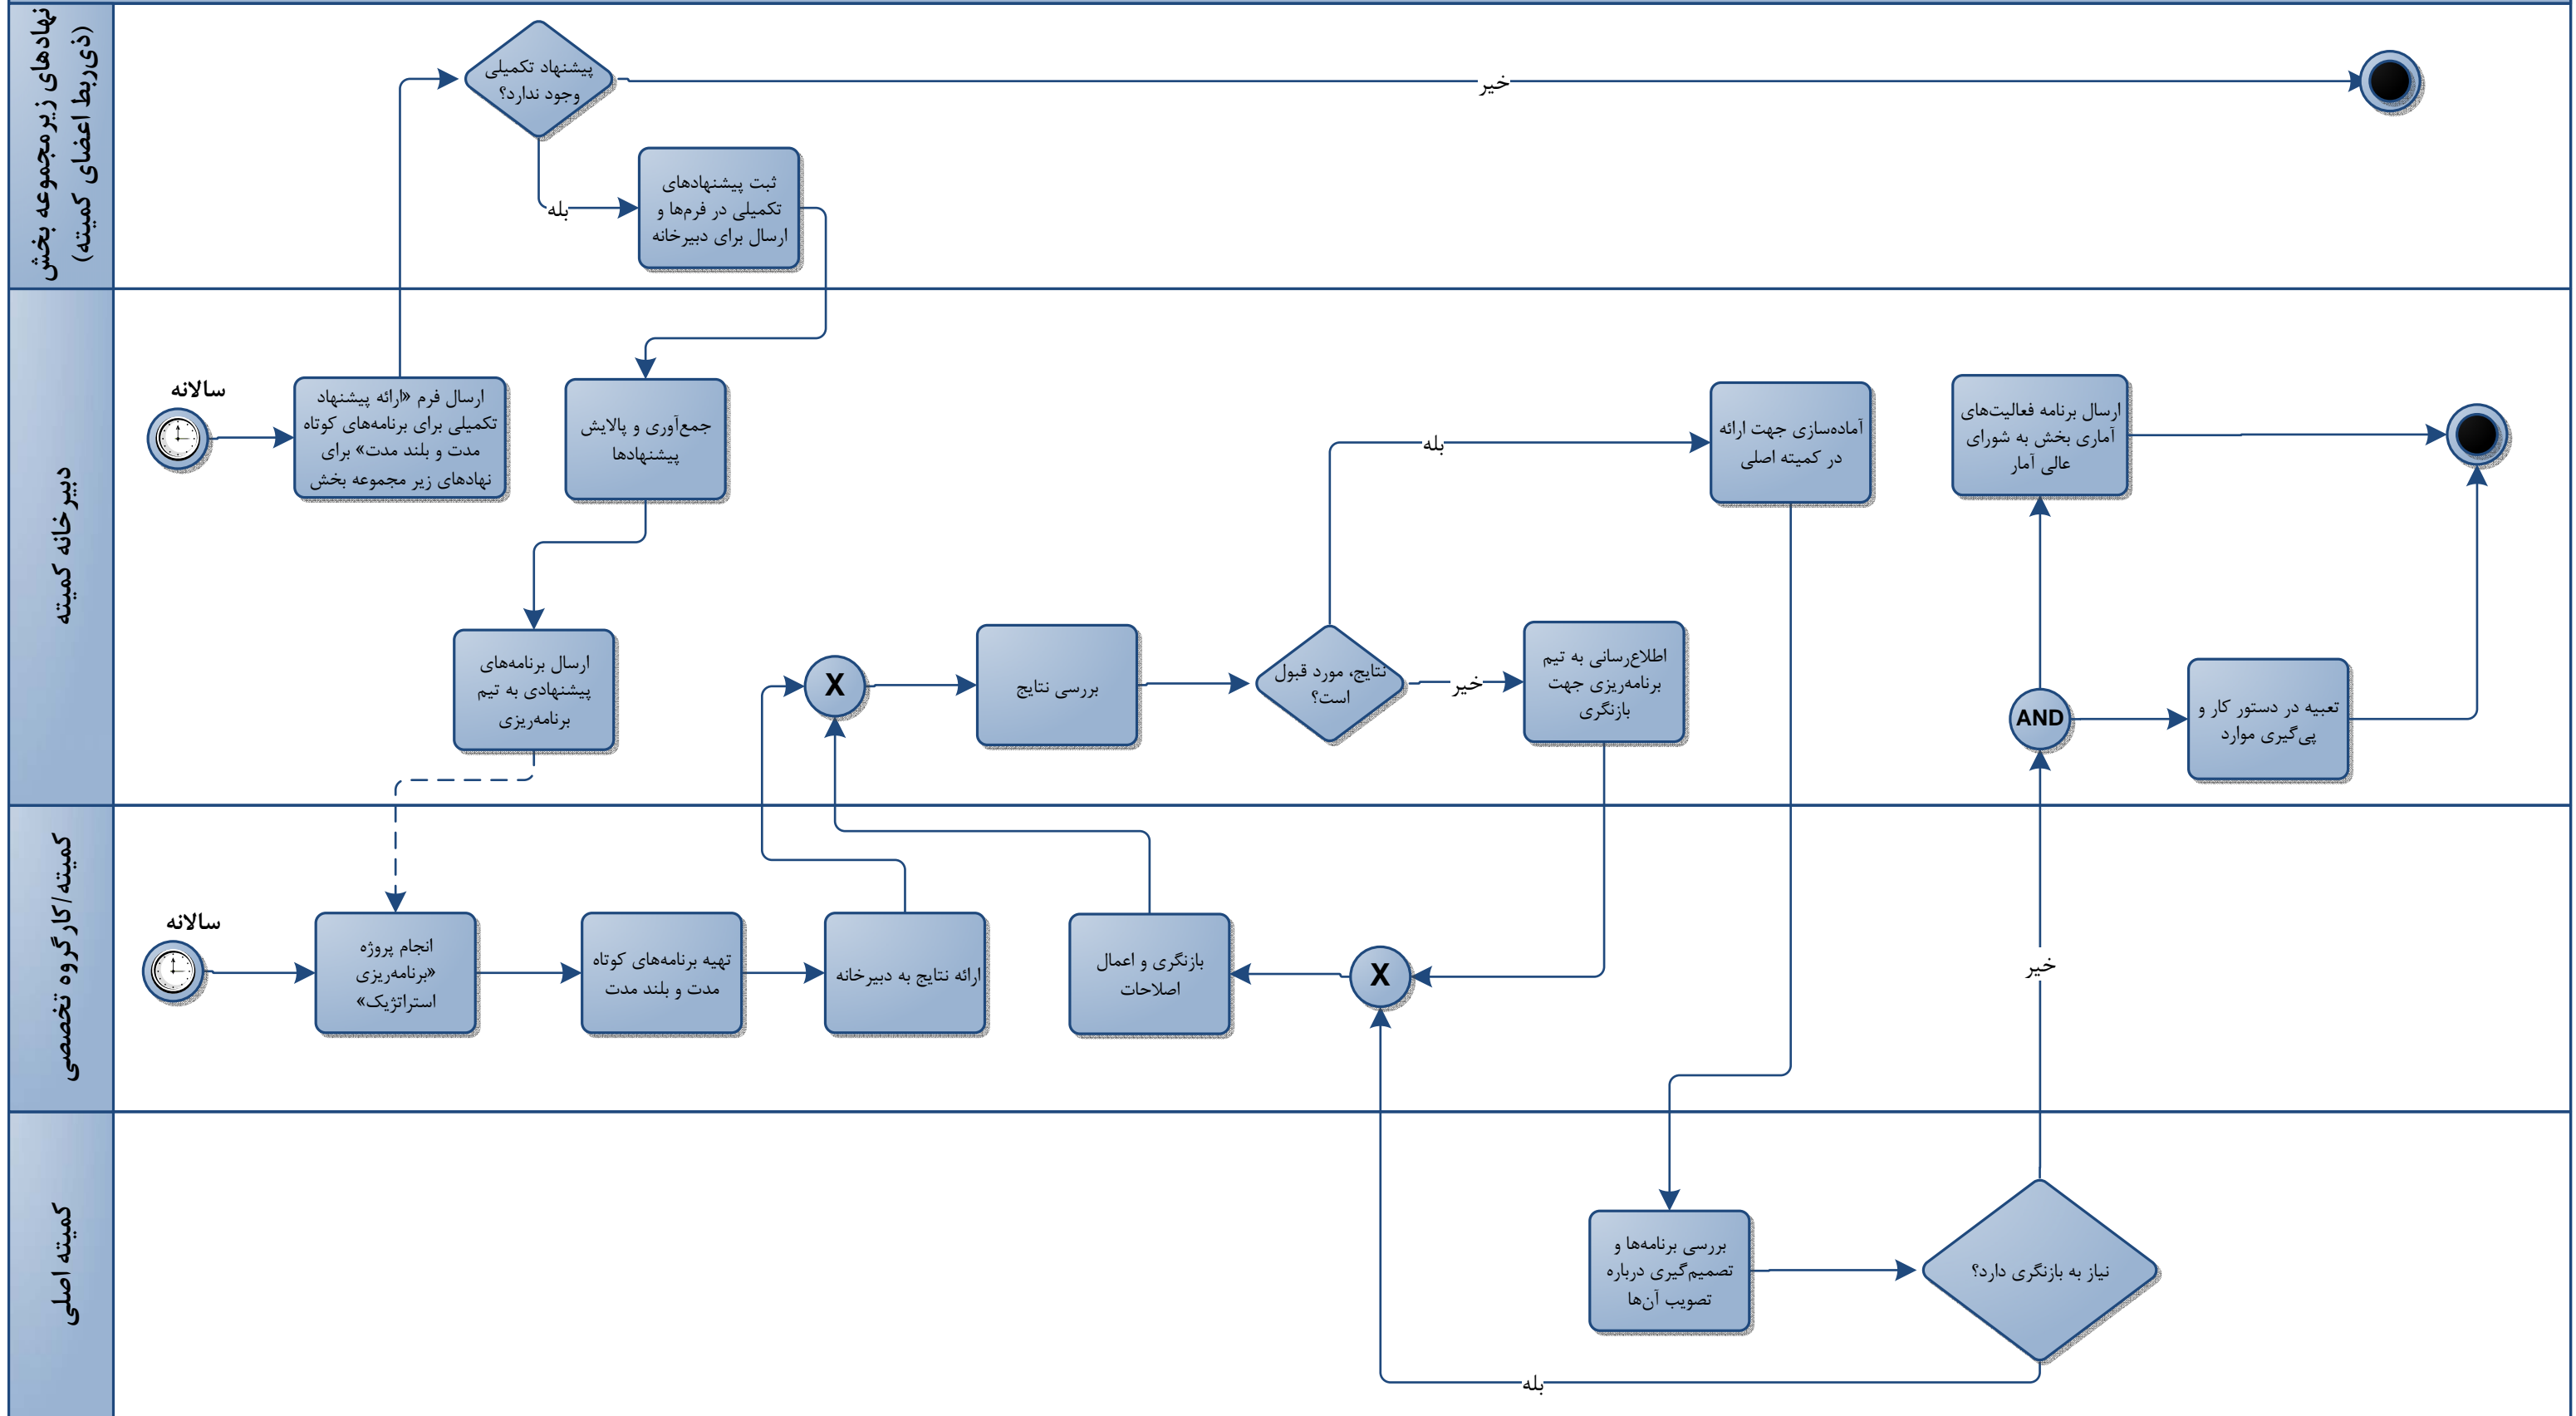 نهادهای زیرمجموعه بخش
(ذی‌ربط اعضای کمیته)
پیشنهاد تکمیلی
وجود ندارد؟
خیر
بله
ثبت پیشنهادهای
تکمیلی در فرم‌ها و
ارسال برای دبیرخانه
دبیرخانه کمیته
سالانه
ارسال فرم «ارائه پیشنهاد
تکمیلی برای برنامه‌های کوتاه
مدت و بلند مدت» برای
نهادهای زیر مجموعه بخش
جمع‌آوری و پالایش
پیشنهادها
ارسال برنامه‌های
پیشنهادی به تیم
برنامه‌ریزی
X
بررسی نتایج
نتایج، مورد قبول
است؟
بله
خیر
اطلاع‌رسانی به تیم
برنامه‌ریزی جهت
بازنگری
آماده‌سازی جهت ارائه
در کمیته اصلی
ارسال برنامه فعالیت‌های
آماری بخش به شورای
عالی آمار
AND
تعبیه در دستور کار و
پی‌گیری موارد
کمیته/کارگروه تخصصی
سالانه
انجام پروژه
«برنامه‌ریزی
استراتژیک»
تهیه برنامه‌های کوتاه
مدت و بلند مدت
ارائه نتایج به دبیرخانه
بازنگری و اعمال
اصلاحات
X
خیر
کمیته اصلی
بررسی برنامه‌ها و
تصمیم‌گیری درباره
تصویب آن‌ها
نیاز به بازنگری دارد؟
بله